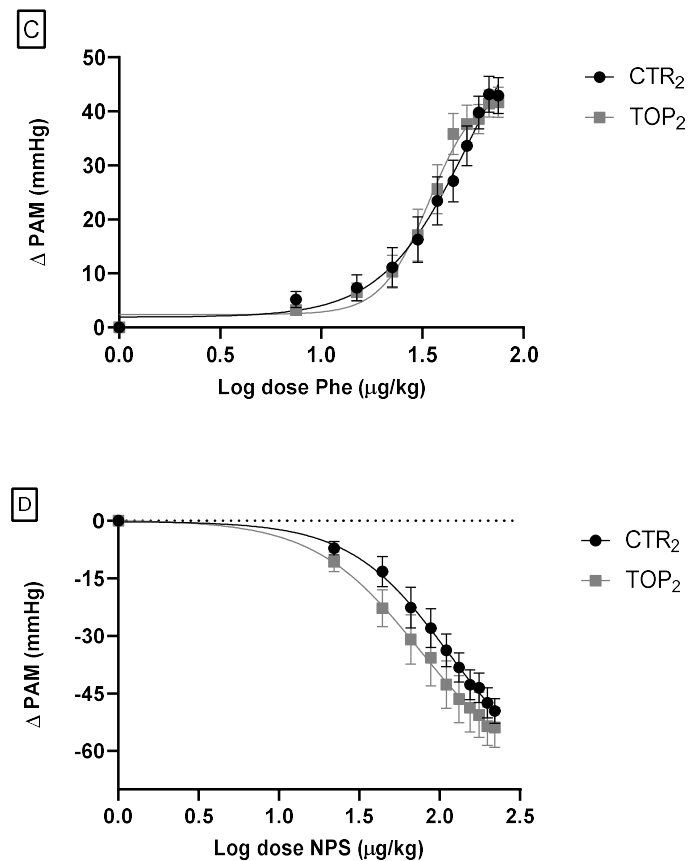 C
50
40
30
20
10
0
Δ PAM (mmHg)
0.0 0.5 1.0 1.5 2.0
Log dose Phe (μg/kg)
CTR₂
TOP₂
D
-0
-15
-30
-45
-60
Δ PAM (mmHg)
0.0 0.5 1.0 1.5 2.0 2.5
Log dose NPS (μg/kg)
CTR₂
TOP₂